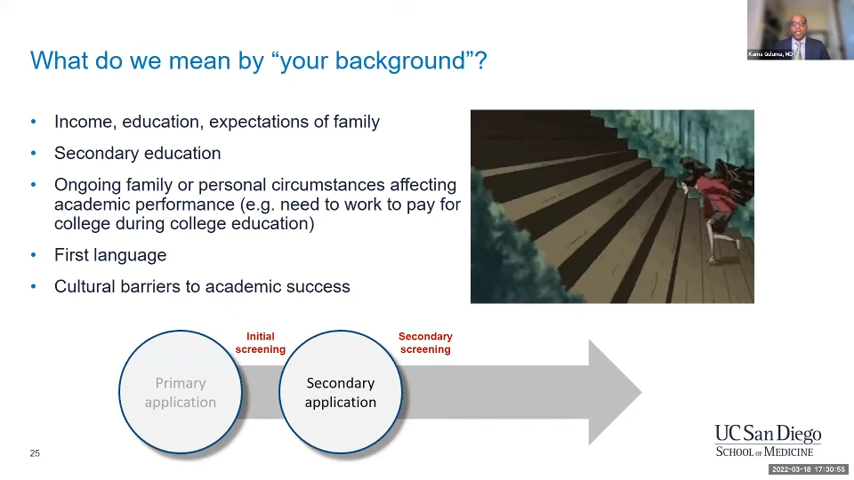 What do we mean by “your background”?
Kama Guluma, MD
• Income, education, expectations of family
• Secondary education
• Ongoing family or personal circumstances affecting
academic performance (e.g. need to work to pay for
college during college education)
• First language
• Cultural barriers to academic success
Initial
screening
Secondary
screening
Primary
application
Secondary
application
25
UC San Diego
SCHOOL OF MEDICINE
2022-03-18 17:30:55